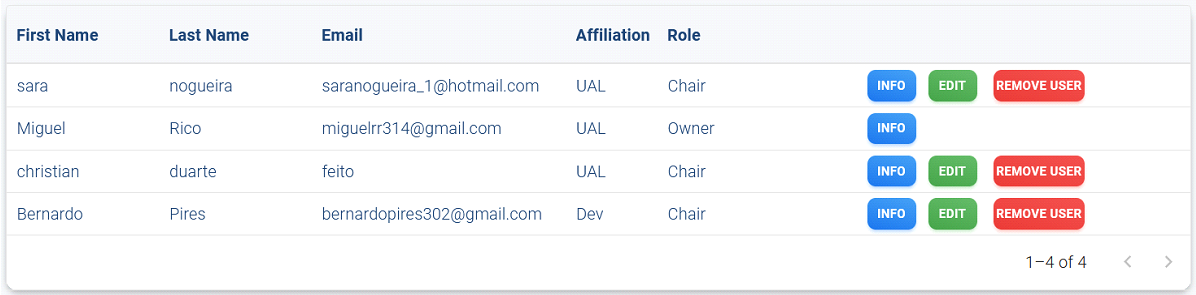 First Name Last Name Email Affiliation Role
sara nogueira saranogueira_1@hotmail.com UAL Chair INFO EDIT REMOVE USER
Miguel Rico miguelrr314@gmail.com UAL Owner INFO
christian duarte feito UAL Chair INFO EDIT REMOVE USER
Bernardo Pires bernardopires302@gmail.com Dev Chair INFO EDIT REMOVE USER
1–4 of 4